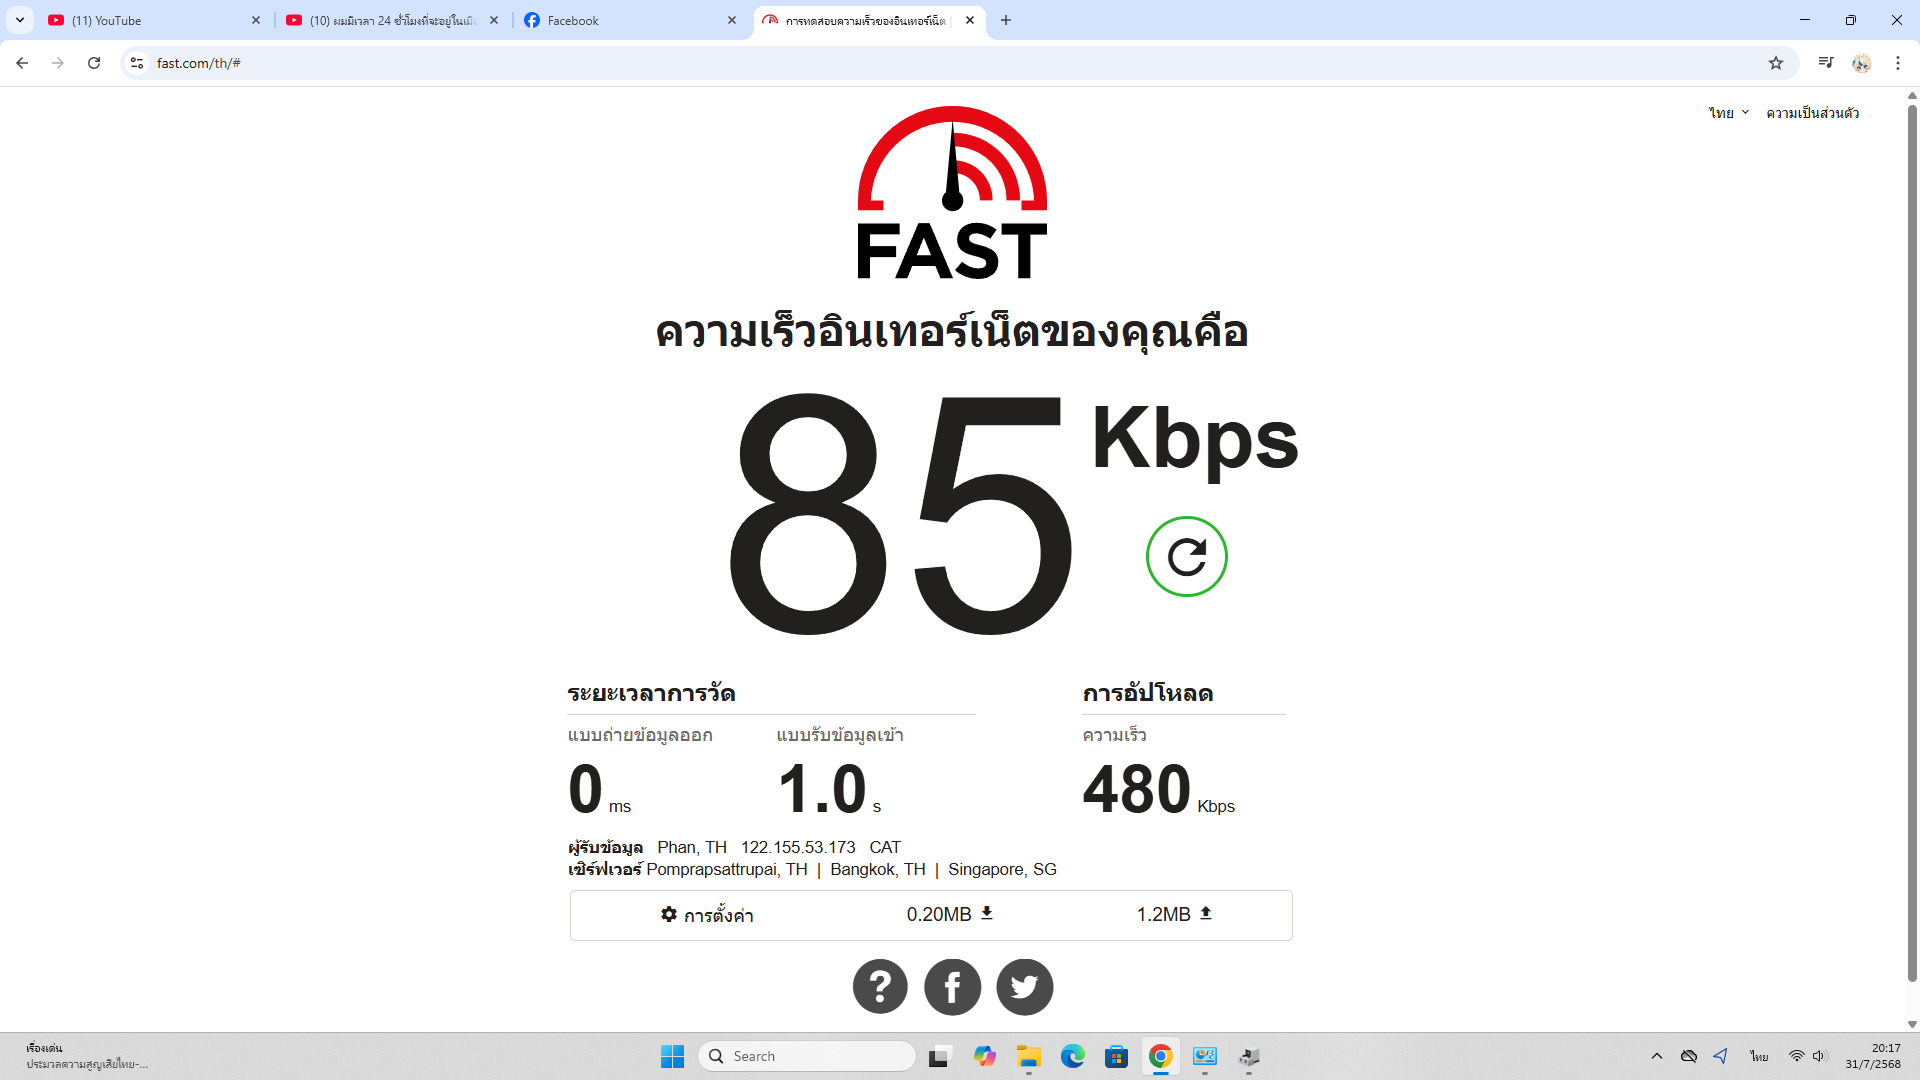 (11) YouTube
(10) ผมมีเวลา 24 ชั่วโมงที่จะอยู่ในเมือ
Facebook
การทดสอบความเร็วของอินเทอร์เน็ต |
fast.com/th/#
ไทย
ความเป็นส่วนตัว
FAST
ความเร็วอินเทอร์เน็ตของคุณคือ
85 Kbps
ระยะเวลาการวัด
การอัปโหลด
แบบถ่ายข้อมูลออก
แบบรับข้อมูลเข้า
ความเร็ว
0 ms
1.0 s
480 Kbps
ผู้รับข้อมูล Phan, TH 122.155.53.173 CAT
เซิร์ฟเวอร์ Pomprapsattrupai, TH | Bangkok, TH | Singapore, SG
การตั้งค่า
0.20MB
1.2MB
เรื่องเด่น
ประมวลความสูญเสียไทย-...
Search
ไทย
20:17
31/7/2568